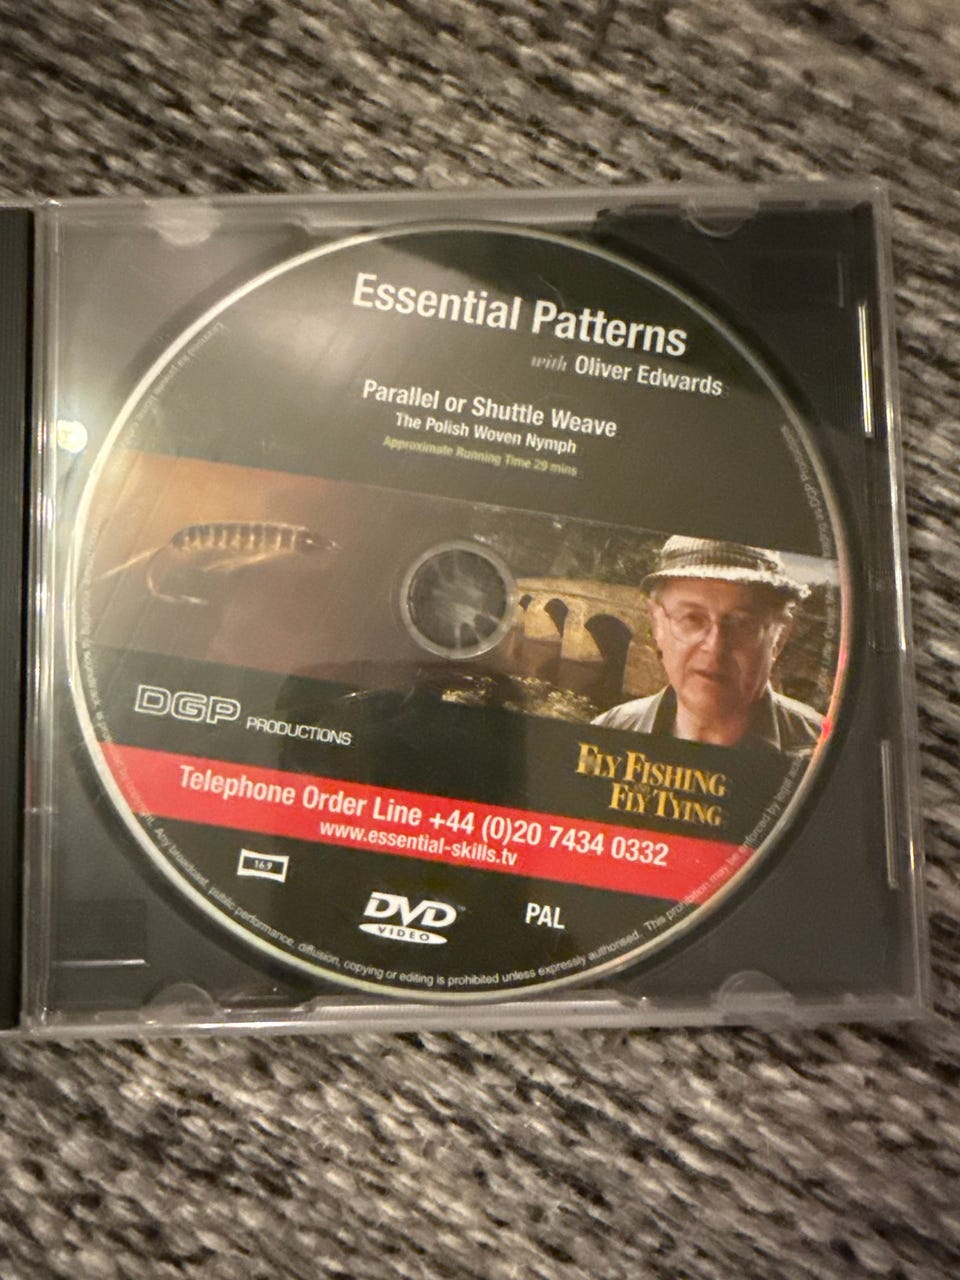 Essential Patterns
with Oliver Edwards
Parallel or Shuttle Weave
The Polish Woven Nymph
Approximate Running Time 29 mins
DGP PRODUCTIONS
FLY FISHING
AND
FLY TYING
Telephone Order Line +44 (0)20 7434 0332
www.essential-skills.tv
16:9
DVD
VIDEO
PAL
Any broadcast, public performance, diffusion, copying or editing is prohibited unless expressly authorised. This prohibition may be enforced by legal